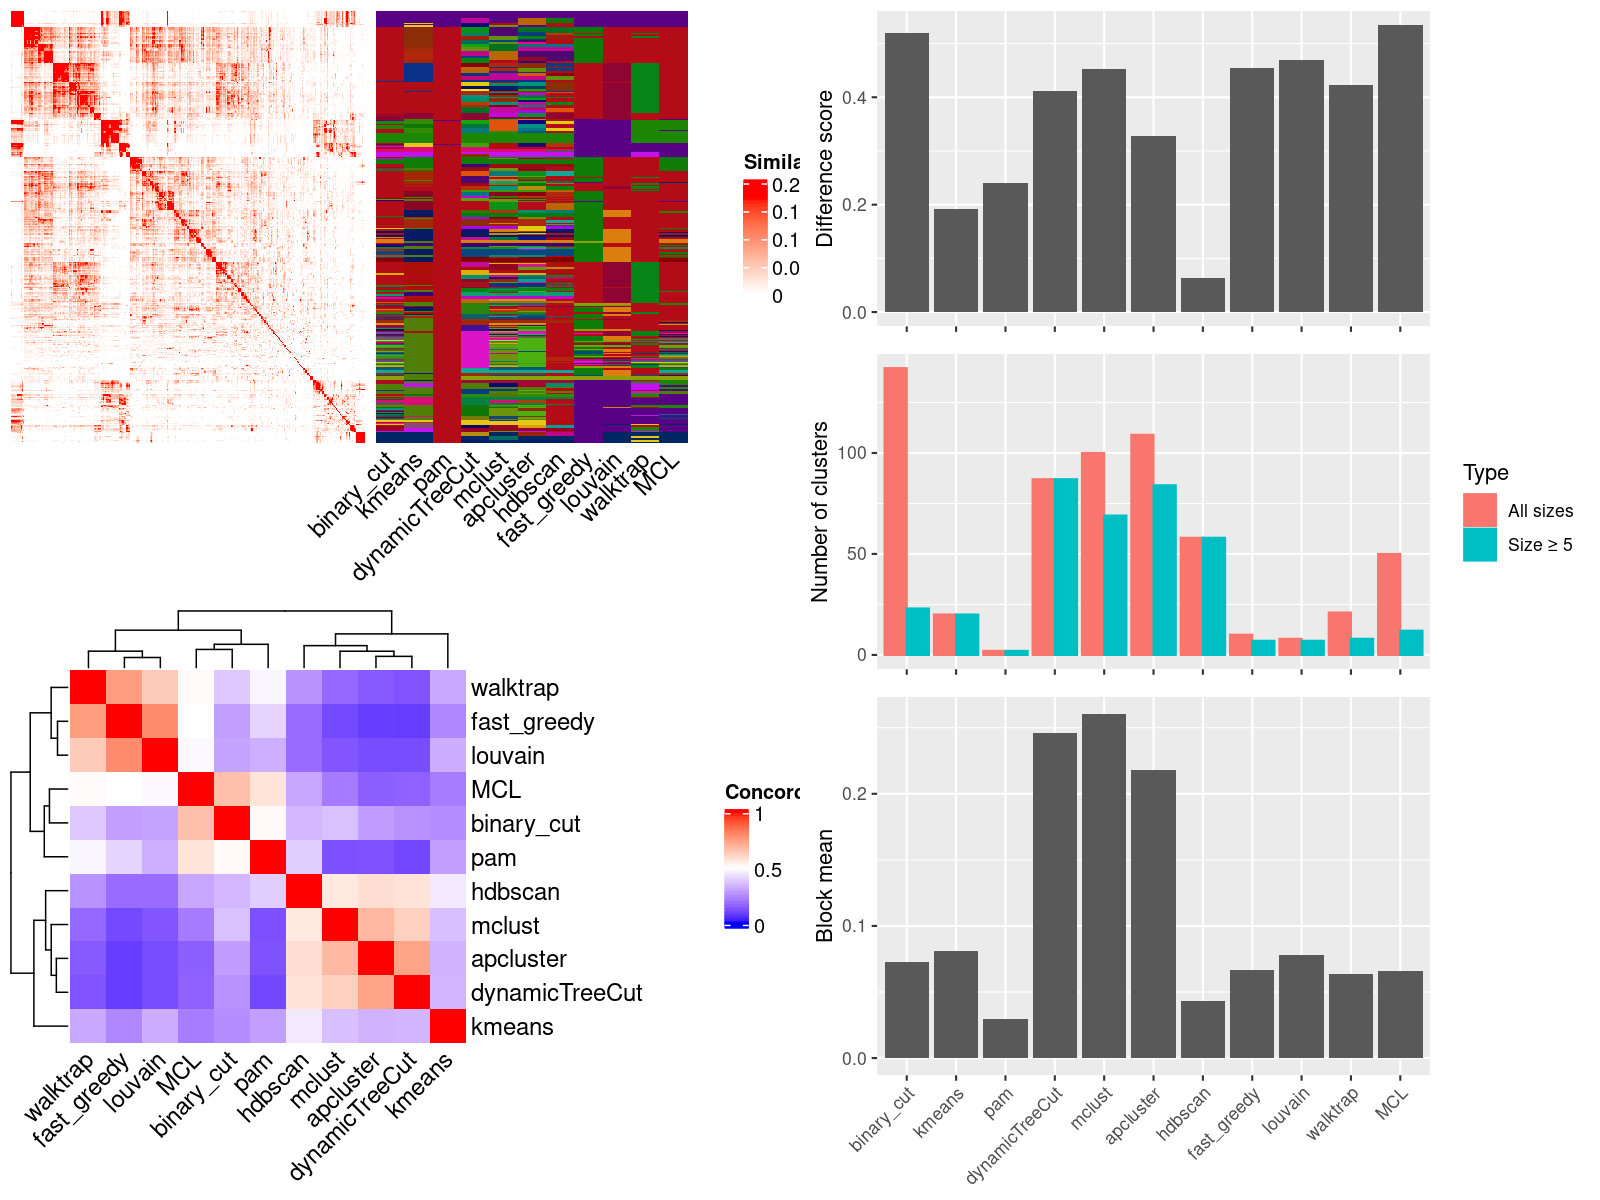 Simila
0.2
0.1
0.1
0.0
0
binary_cut
kmeans
pam
dynamicTreeCut
mclust
apcluster
hdbscan
fast_greedy
louvain
walktrap
MCL
walktrap
fast_greedy
louvain
MCL
binary_cut
pam
hdbscan
mclust
apcluster
dynamicTreeCut
kmeans
walktrap
fast_greedy
louvain
MCL
binary_cut
pam
hdbscan
mclust
apcluster
dynamicTreeCut
kmeans
Concord
1
0.5
0
Difference score
0.4
0.2
0.0
Number of clusters
100
50
0
Type
All sizes
Size ≥ 5
Block mean
0.2
0.1
0.0
binary_cut
kmeans
pam
dynamicTreeCut
mclust
apcluster
hdbscan
fast_greedy
louvain
walktrap
MCL